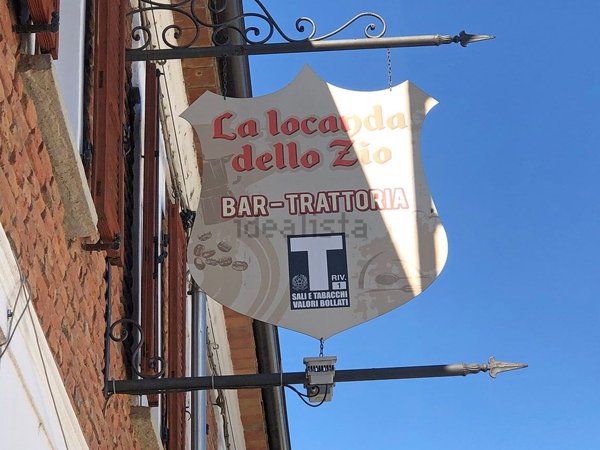 La locanda
dello Zio
BAR-TRATTORIA
idealista
T
RIV.
1
SALI E TABACCHI
VALORI BOLLATI